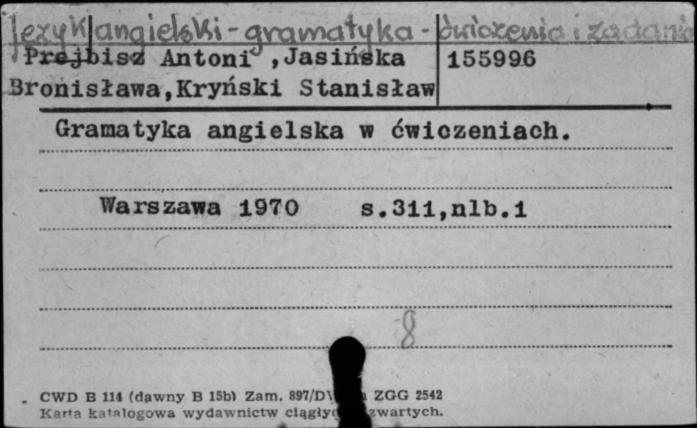 Język angielski - gramatyka - ćwiczenia i zadania
Prejbisz Antoni ,Jasińska
Bronisława,Kryński Stanisław
155996
Gramatyka angielska w ćwiczeniach.
Warszawa 1970 s.311,nlb.1
8
CWD B 114 (dawny B 15b) Zam. 897/D ZGG 2542
Karta katalogowa wydawnictw zwartych.